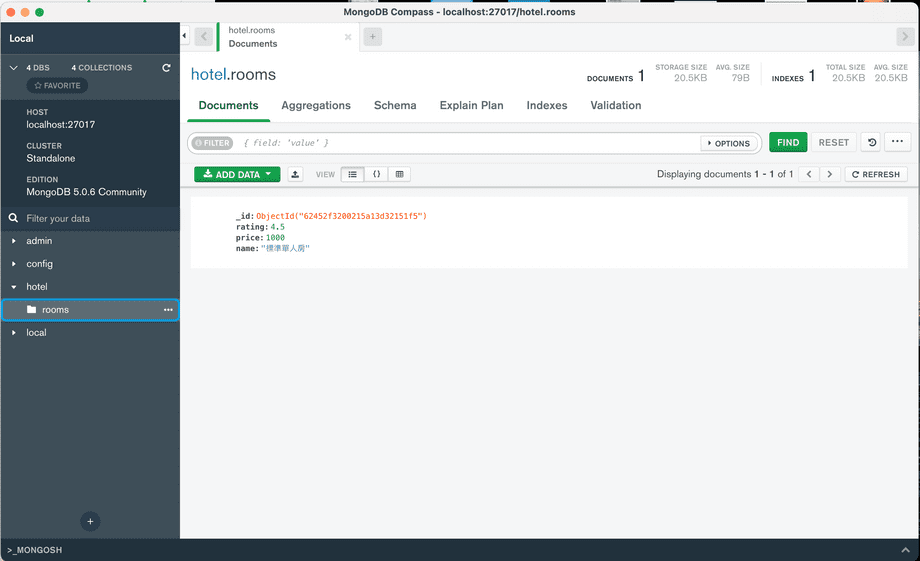 MongoDB Compass - localhost:27017/hotel.rooms
Local
4 DBS 4 COLLECTIONS
FAVORITE
HOST
localhost:27017
CLUSTER
Standalone
EDITION
MongoDB 5.0.6 Community
Filter your data
admin
config
hotel
rooms
local
hotel.rooms
Documents
hotel.rooms
DOCUMENTS 1
STORAGE SIZE
20.5KB
AVG. SIZE
79B
INDEXES 1
TOTAL SIZE
20.5KB
AVG. SIZE
20.5KB
Documents Aggregations Schema Explain Plan Indexes Validation
FILTER { field: 'value' } OPTIONS FIND RESET
ADD DATA VIEW {} Displaying documents 1 - 1 of 1 REFRESH
_id: ObjectId("62452f3200215a13d32151f5")
rating: 4.5
price: 1000
name: "標準單人房"
>_MONGOSH